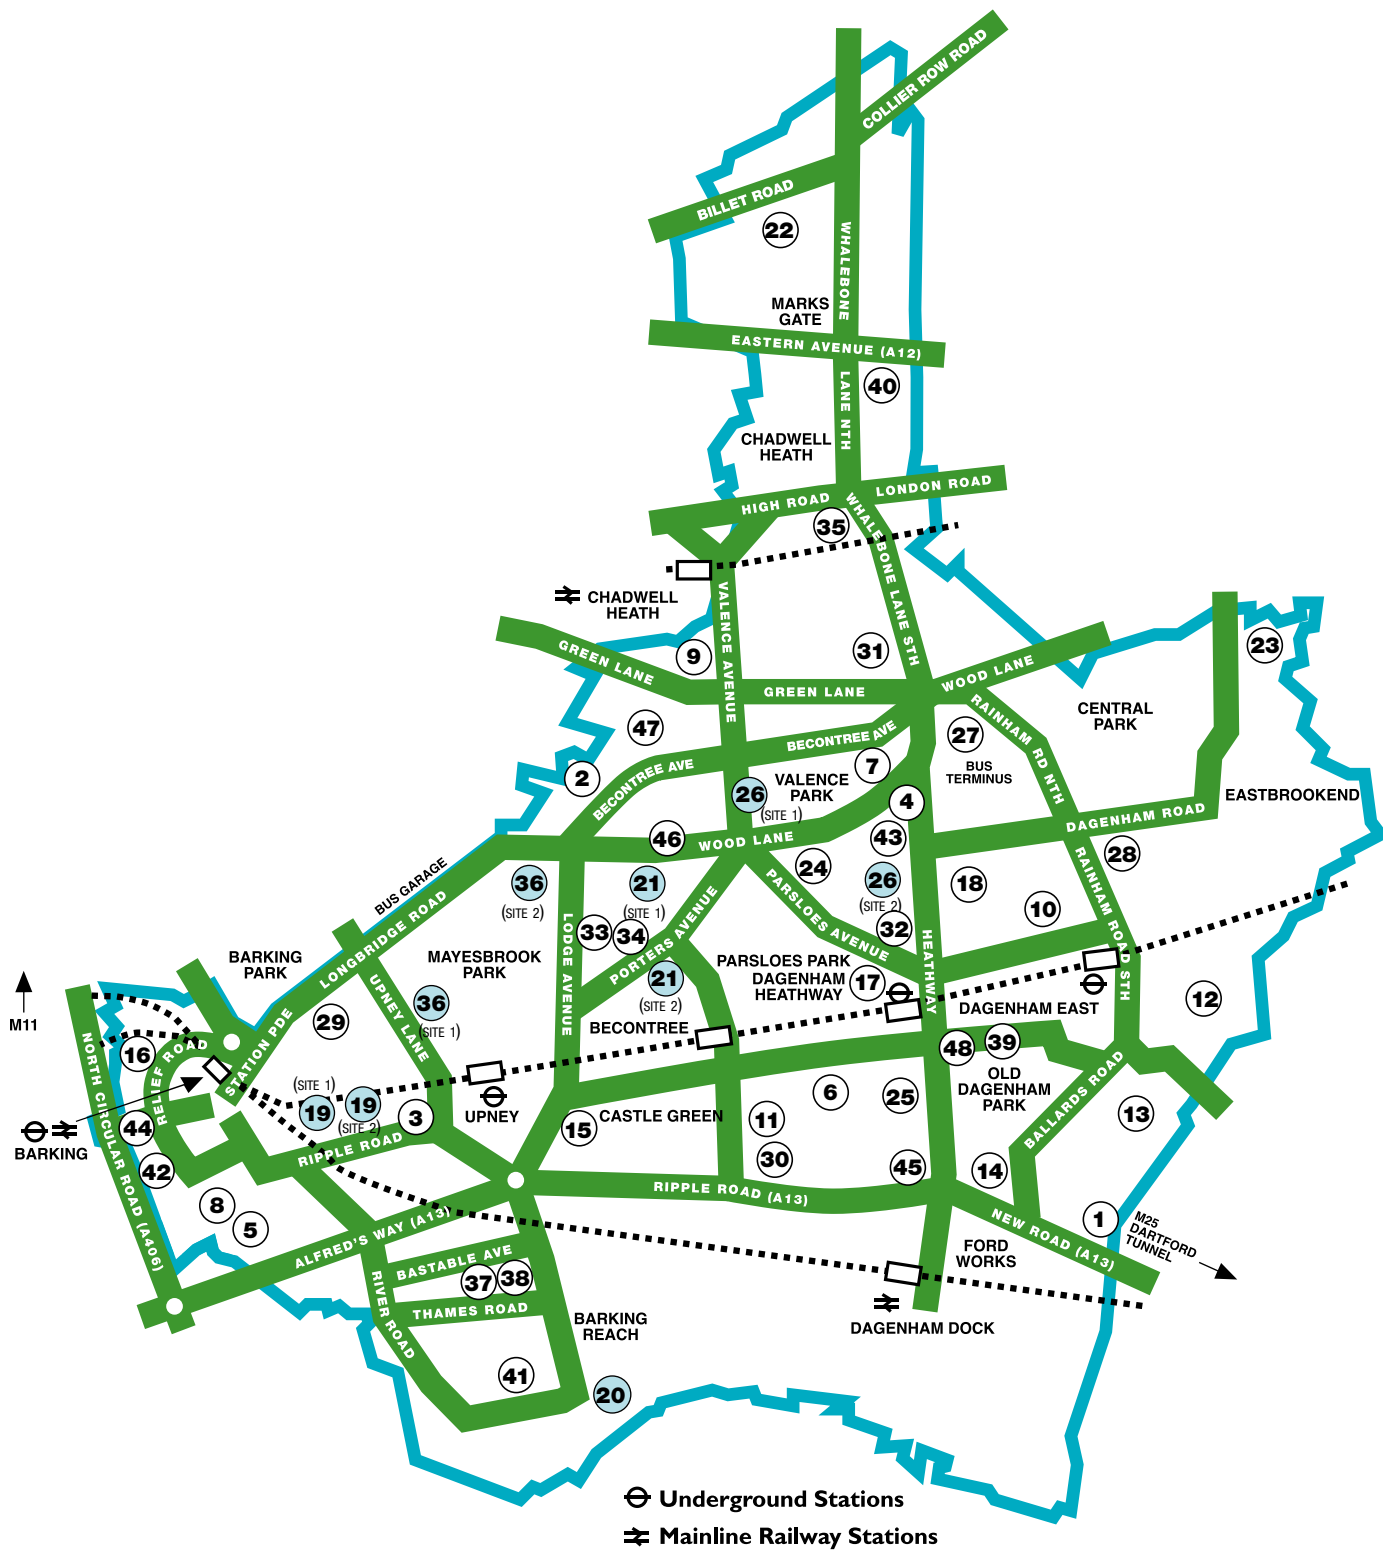 COLLIER ROW ROAD
BILLET ROAD
22
WHALEBONE
MARKS
GATE
EASTERN AVENUE (A12)
LANE NTH
40
CHADWELL
HEATH
LONDON ROAD
HIGH ROAD
35
WHALEBONE LANE STH
CHADWELL
HEATH
VALENCE AVENUE
9
31
23
GREEN LANE
GREEN LANE
WOOD LANE
CENTRAL
PARK
RAINHAM RD NTH
47
27
BUS
TERMINUS
BECONTREE AVE
BECONTREE AVE
2
7
VALENCE
PARK
26
(SITE 1)
4
EASTBROOKEND
DAGENHAM ROAD
46
WOOD LANE
43
28
24
BUS GARAGE
LONGBRIDGE ROAD
36
(SITE 2)
21
(SITE 1)
26
(SITE 2)
18
10
RAINHAM ROAD STH
PARSLOES AVENUE
32
33
34
LODGE AVENUE
PORTERS AVENUE
HEATHWAY
BARKING
PARK
MAYESBROOK
PARK
PARSLOES PARK
DAGENHAM
HEATHWAY
17
21
(SITE 2)
UPNEY LANE
36
(SITE 1)
12
M11
29
BECONTREE
DAGENHAM EAST
STATION PDE
NORTH CIRCULAR ROAD (A406)
16
RELIEF ROAD
48
39
OLD
DAGENHAM
PARK
BALLARDS ROAD
(SITE 1)
19
19
(SITE 2)
3
UPNEY
CASTLE GREEN
6
25
11
13
15
44
BARKING
RIPPLE ROAD
42
30
45
14
RIPPLE ROAD (A13)
8
5
1
NEW ROAD (A13)
M25
DARTFORD
TUNNEL
ALFRED'S WAY (A13)
FORD
WORKS
BASTABLE AVE
37
38
RIVER ROAD
THAMES ROAD
BARKING
REACH
DAGENHAM DOCK
41
20
Underground Stations
Mainline Railway Stations